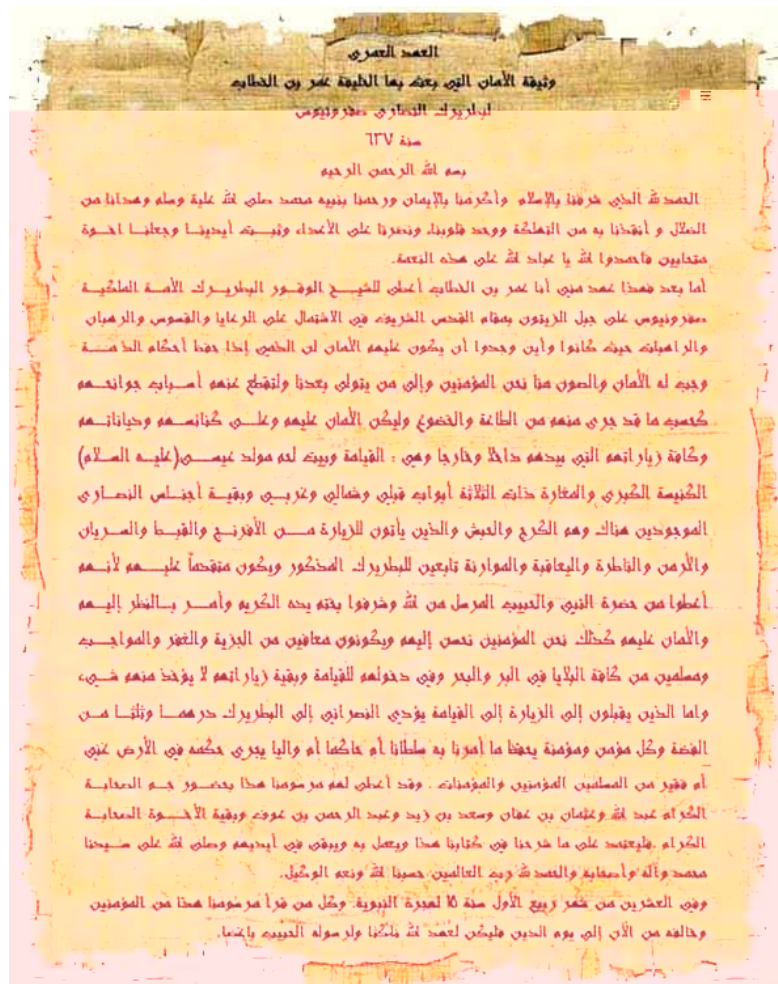 العهد العمري
وثيقة الأمان التي بعث بها الخليفة عمر بن الخطاب
لبطريرك النصارى صفرونيوس
سنة ٦٣٧
بسم الله الرحمن الرحيم
الحمد لله الذي شرفنا بالإسلام وأكرمنا بالإيمان ورحمنا بنبيه محمد صلى الله علية وسلم وهدانا من
الضلال و أنقذنا به من التهلكة ووحد قلوبنا، ونصرنا على الأعداء وثبت أيدينا وجعلنا اخوة
متحابين فاحمدوا الله يا عباد الله على هذه النعمة.
أما بعد فهذا عهد مني أنا عمر بن الخطاب أعطى للشيخ الوقور البطريرك الأمة الملكية
صفرونيوس على جبل الزيتون بمقام القدس الشريف في الاشتمال على الرعايا والقسوس والرهبان
والراهبات حيث كانوا وأين وجدوا أن يكون عليهم الأمان لن الذمي إذا حفظ أحكام الذمة
وجب له الأمان والصون منا نحن المؤمنين وإلى من يتولى بعدنا ولتقطع عنهم أسباب جوانحهم
كحسب ما قد جرى منهم من الطاعة والخضوع وليكن الأمان عليهم وعلى كنائسهم ودياناتهم
وكافة زياراتهم التي بيدهم داخلا وخارجا وهي : القيامة وبيت لحم مولد عيسى(عليه السلام)
الكنيسة الكبرى والمغارة ذات الثلاثة أبواب قبلي وشمالي وغربي وبقية أجناس النصارى
الموجودين هناك وهم الكرج والحبش والذين يأتون للزيارة من الأفرنج والقبط والسريان
والأرمن والناطرة واليعاقبة والموارنة تابعين للبطريرك المذكور ويكون متقدماً عليهم لأنهم
أعطوا من حضرة النبي والحبيب المرسل من الله وشرفوا بختم يده الكريم وأمر بالنظر إليهم
والأمان عليهم كذلك نحن المؤمنين نحسن إليهم ويكونون معافين من الجزية والغفر والمواجب
ومسلمين من كافة البلايا في البر والبحر وفي دخولهم للقيامة وبقية زياراتهم لا يؤخذ منهم شيء
واما الذين يقبلون إلى الزيارة إلى القيامة يؤدي النصراني إلى البطريرك درهما وثلثا من
الفضة وكل مؤمن ومؤمنة يحفظ ما أمرنا به سلطانا أم حاكما أم واليا يجري حكمه في الأرض غني
أم فقير من المسلمين المؤمنين والمؤمنات . وقد أعطى لهم مرسومنا هذا بحضور جم الصحابة
الكرام عبد الله وعثمان بن عفان وسعد بن زيد وعبد الرحمن بن عوف وبقية الأخوة الصحابة
الكرام .فليعتمد على ما شرحنا في كتابنا هذا ويعمل به ويبقى في أيديهم وصلى الله على سيدنا
محمد وآله وأصحابه والحمد لله رب العالمين حسبنا الله ونعم الوكيل.
وفي العشرين من شهر ربيع الأول سنة ١٥ لهجرة النبوية. وكل من قرأ مرسومنا هذا من المؤمنين
وخالفه من الآن إلى يوم الدين فليكن لعهد الله ناكثا ولرسوله الحبيب باغضا.